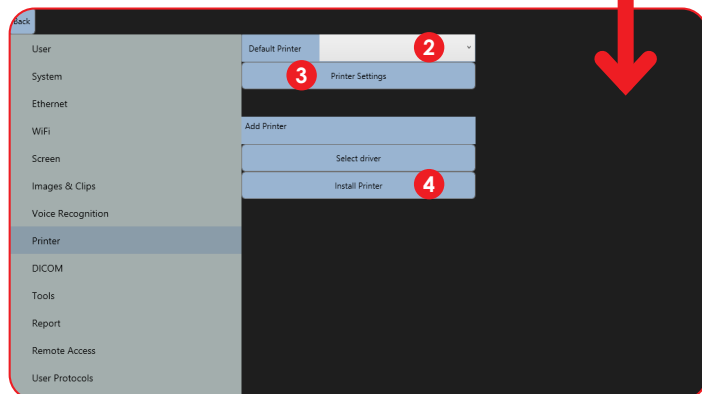 Back
User
System
Ethernet
WiFi
Screen
Images & Clips
Voice Recognition
Printer
DICOM
Tools
Report
Remote Access
User Protocols
Default Printer 2
3 Printer Settings
Add Printer
Select driver
Install Printer 4